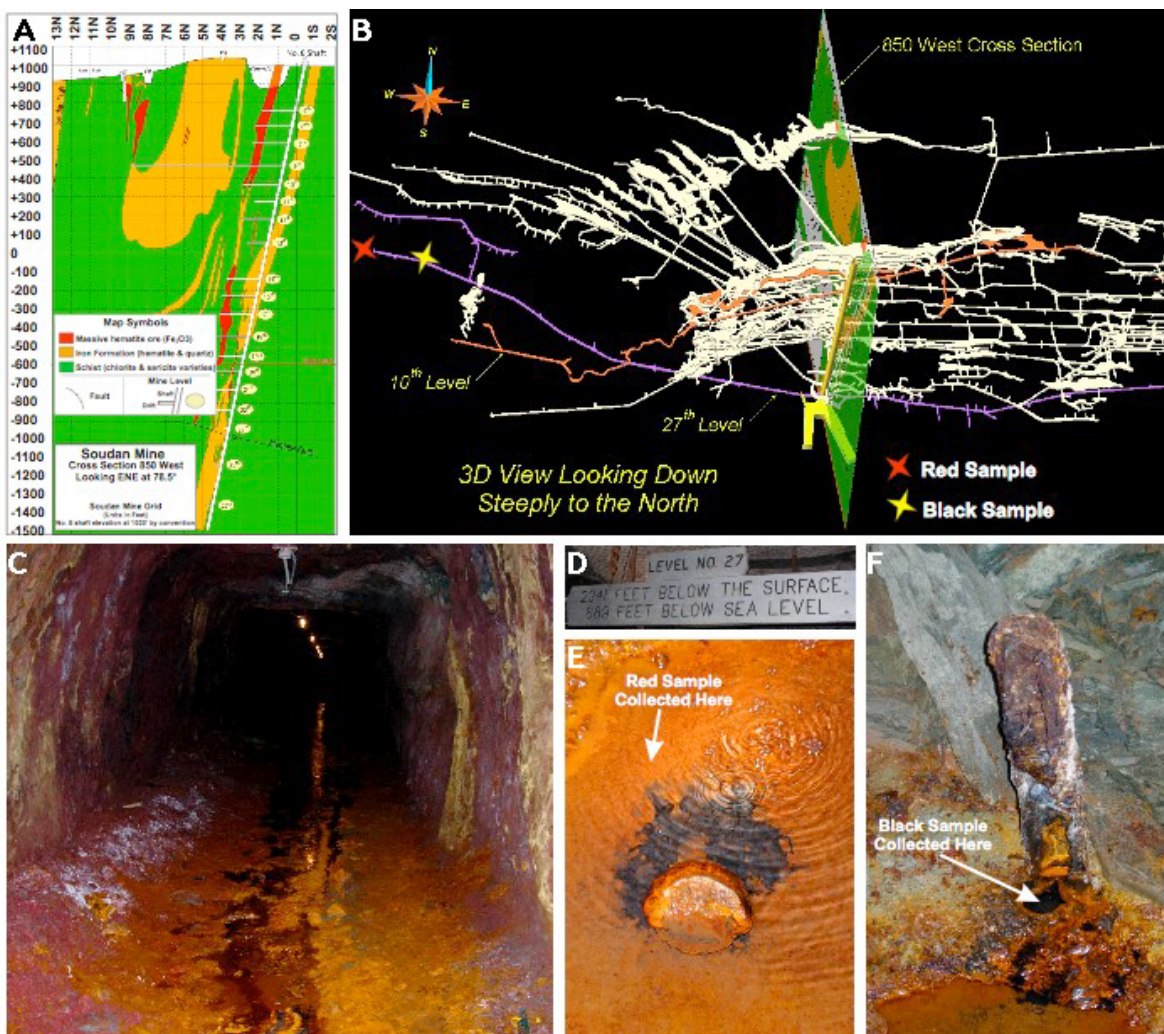 A
13N 12N 11N 10N 9N 8N 7N 6N 5N 4N 3N 2N 1N 0 1S 2S
No. 8 Shaft
+1100
+1000
+900
+800
+700
+600
+500
+400
+300
+200
+100
0
-100
-200
-300
-400
-500
-600
-700
-800
-900
-1000
-1100
-1200
-1300
-1400
-1500
Map Symbols
Massive hematite ore (Fe2O3)
Iron Formation (hematite & quartz)
Schist (chlorite & sericite varieties)
Fault
Mine Level
Shaft
Drift
Soudan Mine
Cross Section 850 West
Looking ENE at 78.5°
Soudan Mine Grid
(Units in Feet)
No. 8 shaft elevation at 1000' by convention
B
N
W
E
S
850 West Cross Section
10th Level
27th Level
3D View Looking Down
Steeply to the North
Red Sample
Black Sample
C
D
LEVEL NO. 27
2341 FEET BELOW THE SURFACE.
689 FEET BELOW SEA LEVEL.
E
Red Sample
Collected Here
F
Black Sample
Collected Here